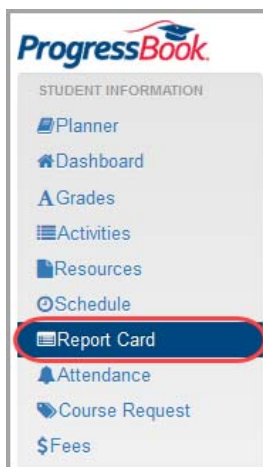 ProgressBook
STUDENT INFORMATION
Planner
Dashboard
Grades
Activities
Resources
Schedule
Report Card
Attendance
Course Request
Fees